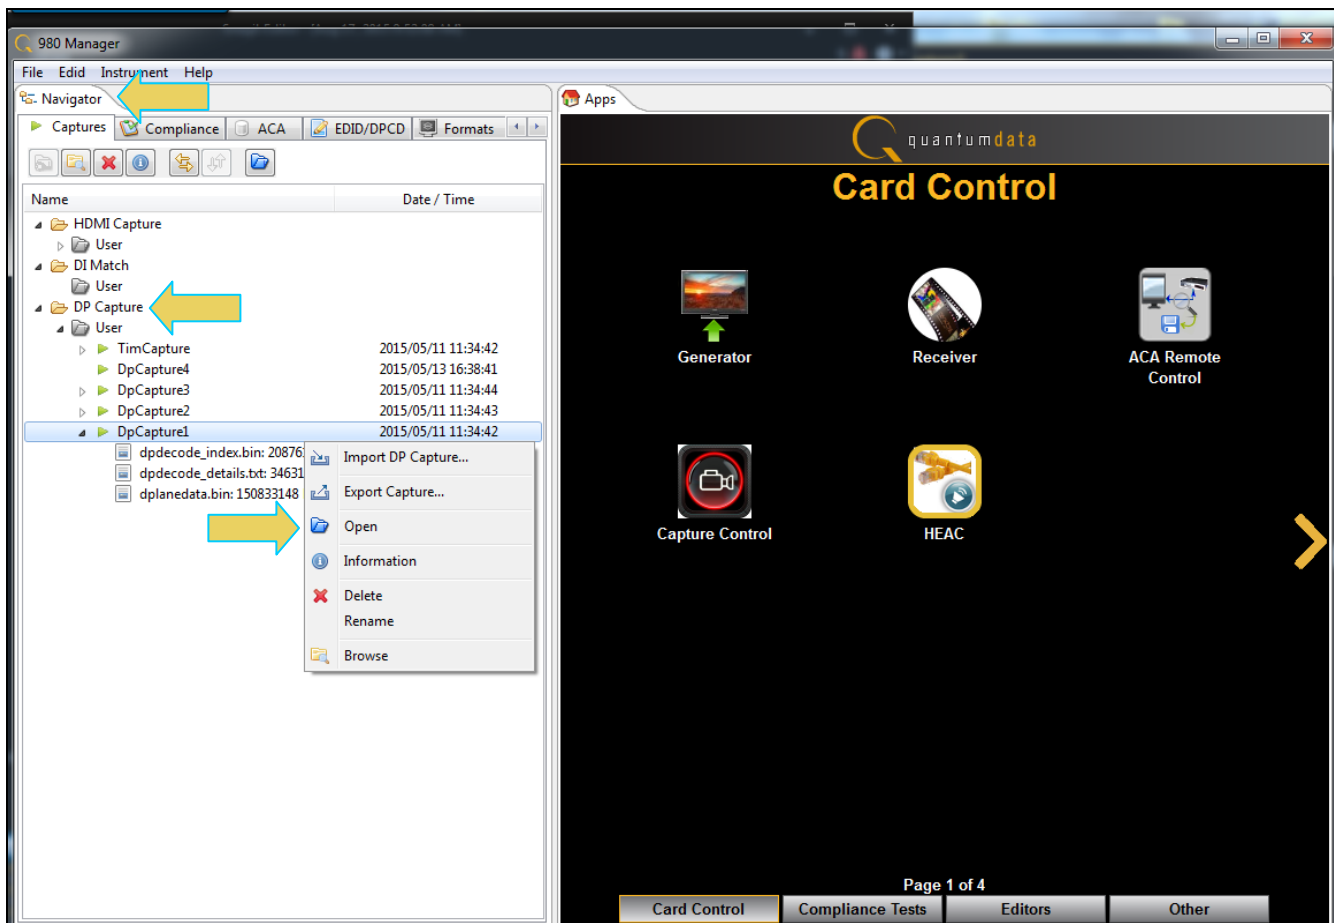 980 Manager
File Edid Instrument Help
Navigator
Captures Compliance ACA EDID/DPCD Formats
Name Date / Time
HDMI Capture
User
DI Match
User
DP Capture
User
TimCapture 2015/05/11 11:34:42
DpCapture4 2015/05/13 16:38:41
DpCapture3 2015/05/11 11:34:44
DpCapture2 2015/05/11 11:34:43
DpCapture1 2015/05/11 11:34:42
dpdecode_index.bin: 20876
dpdecode_details.txt: 34631
dplanedata.bin: 150833148
Import DP Capture...
Export Capture...
Open
Information
Delete
Rename
Browse
Apps
quantumdata
Card Control
Generator
Receiver
ACA Remote
Control
Capture Control
HEAC
Page 1 of 4
Card Control Compliance Tests Editors Other